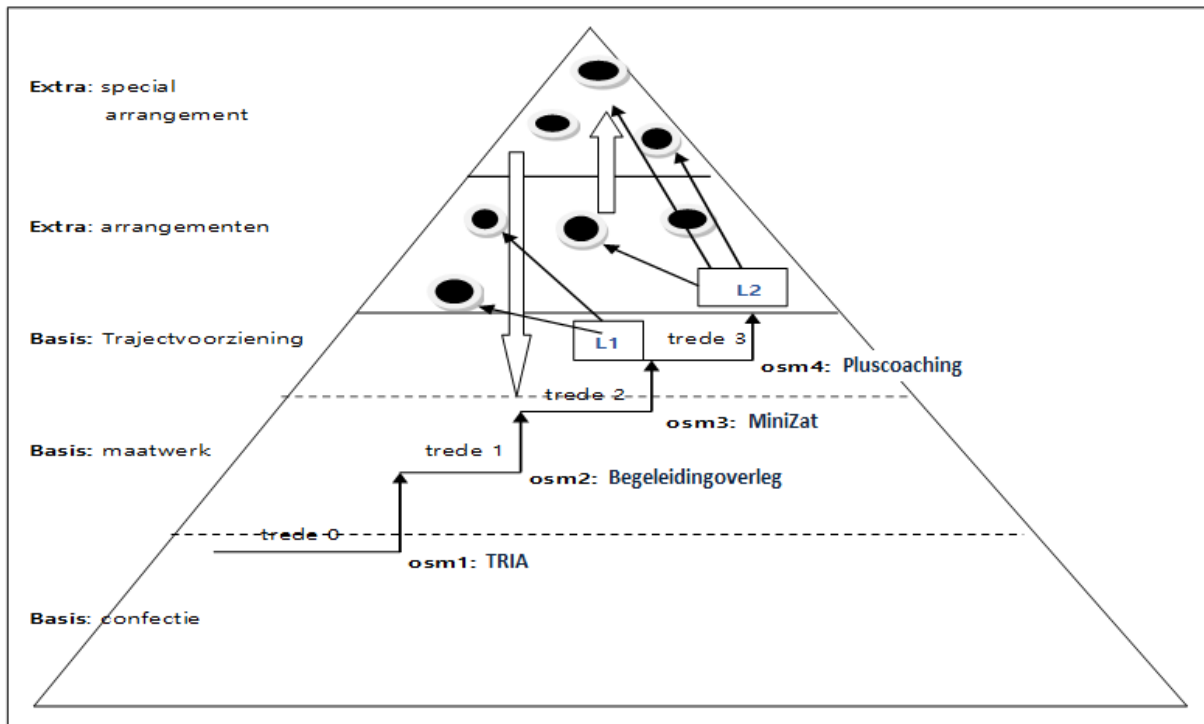 Extra: special
arrangement
Extra: arrangementen
L2
Basis: Trajectvoorziening
L1
trede 3
osm4: Pluscoaching
trede 2
osm3: MiniZat
Basis: maatwerk
trede 1
osm2: Begeleidingoverleg
trede 0
osm1: TRIA
Basis: confectie